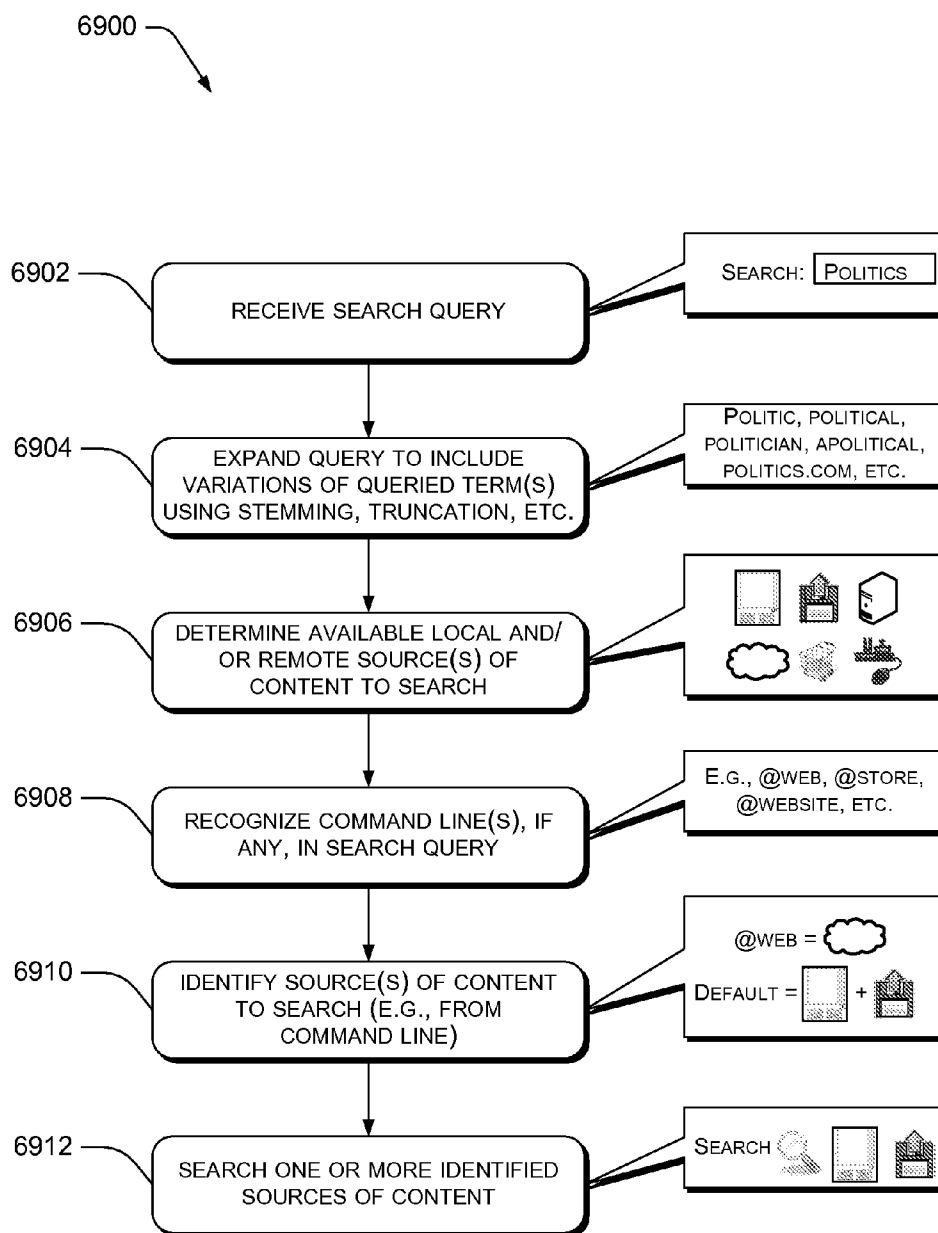 6900
6902
RECEIVE SEARCH QUERY
SEARCH: POLITICS
6904
EXPAND QUERY TO INCLUDE
VARIATIONS OF QUERIED TERM(S)
USING STEMMING, TRUNCATION, ETC.
POLITIC, POLITICAL,
POLITICIAN, APOLITICAL,
POLITICS.COM, ETC.
6906
DETERMINE AVAILABLE LOCAL AND/
OR REMOTE SOURCE(S) OF
CONTENT TO SEARCH
6908
RECOGNIZE COMMAND LINE(S), IF
ANY, IN SEARCH QUERY
E.G., @WEB, @STORE,
@WEBSITE, ETC.
6910
IDENTIFY SOURCE(S) OF CONTENT
TO SEARCH (E.G., FROM
COMMAND LINE)
@WEB =
DEFAULT = +
6912
SEARCH ONE OR MORE IDENTIFIED
SOURCES OF CONTENT
SEARCH